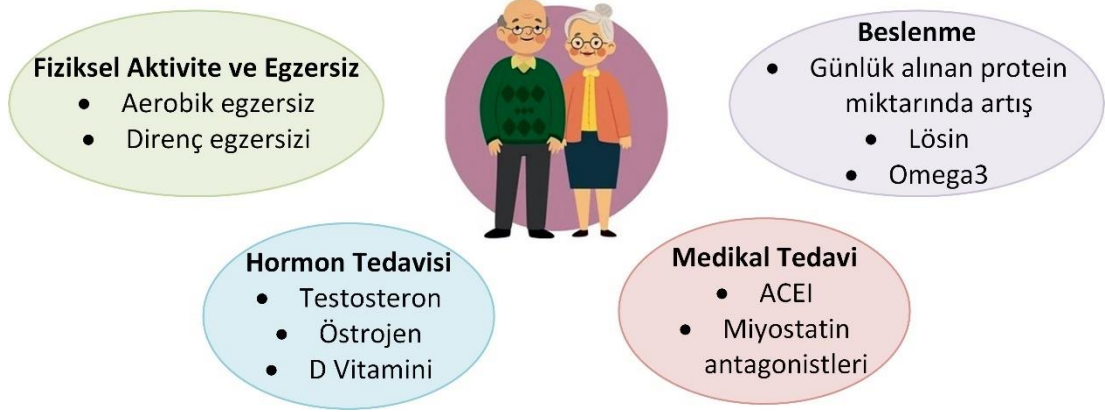 Fiziksel Aktivite ve Egzersiz
• Aerobik egzersiz
• Direnç egzersizi
Beslenme
• Günlük alınan protein
miktarında artış
• Lösin
• Omega3
Hormon Tedavisi
• Testosteron
• Östrojen
• D Vitamini
Medikal Tedavi
• ACEI
• Miyostatin
antagonistleri